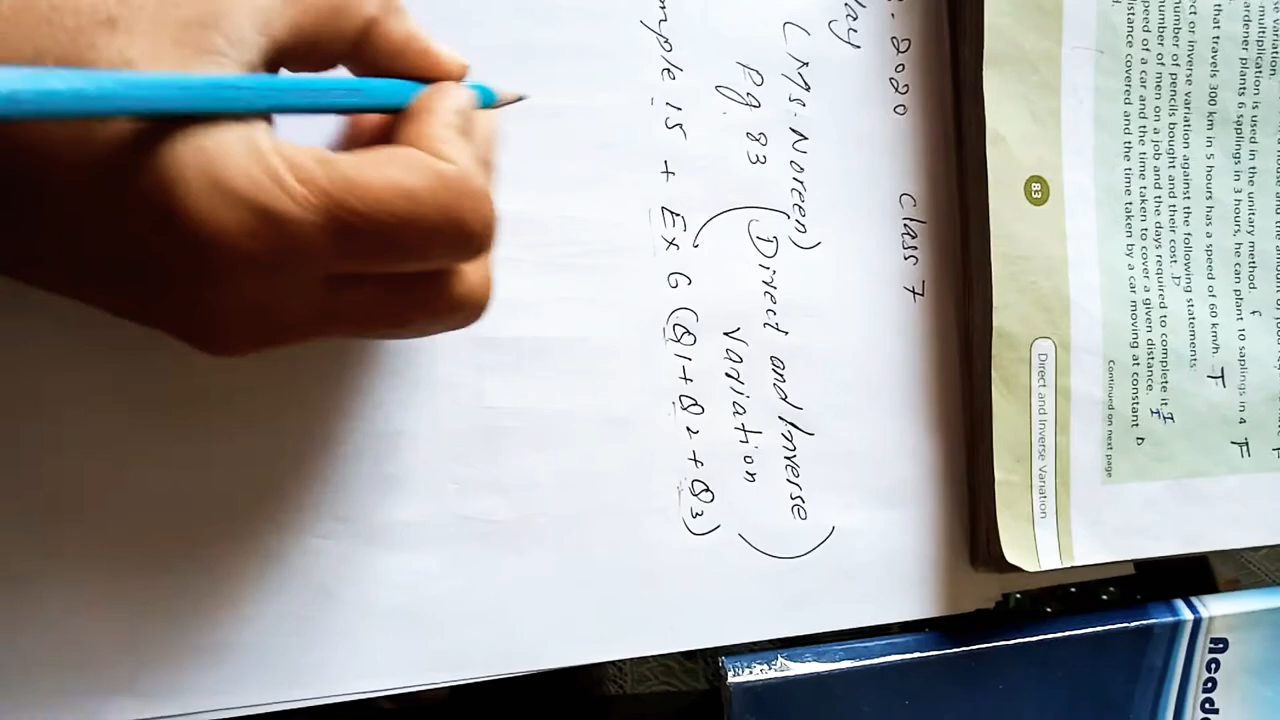 2020 class 7
(Ms. Noreen)
Pg. 83 (Direct and Inverse
Variation)
15 + Ex 6 (Q1 + Q2 + Q3)
se variation.
multiplication is used in the unitary method. F
ardener plants 6 saplings in 3 hours, he can plant 10 saplings in 4 F
that travels 300 km in 5 hours has a speed of 60 km/h. T
ct or inverse variation against the following statements:
number of pencils bought and their cost. D
number of men on a job and the days required to complete it. I
peed of a car and the time taken to cover a given distance. I
istance covered and the time taken by a car moving at constant D
Continued on next page
83 Direct and Inverse Variation
Acad